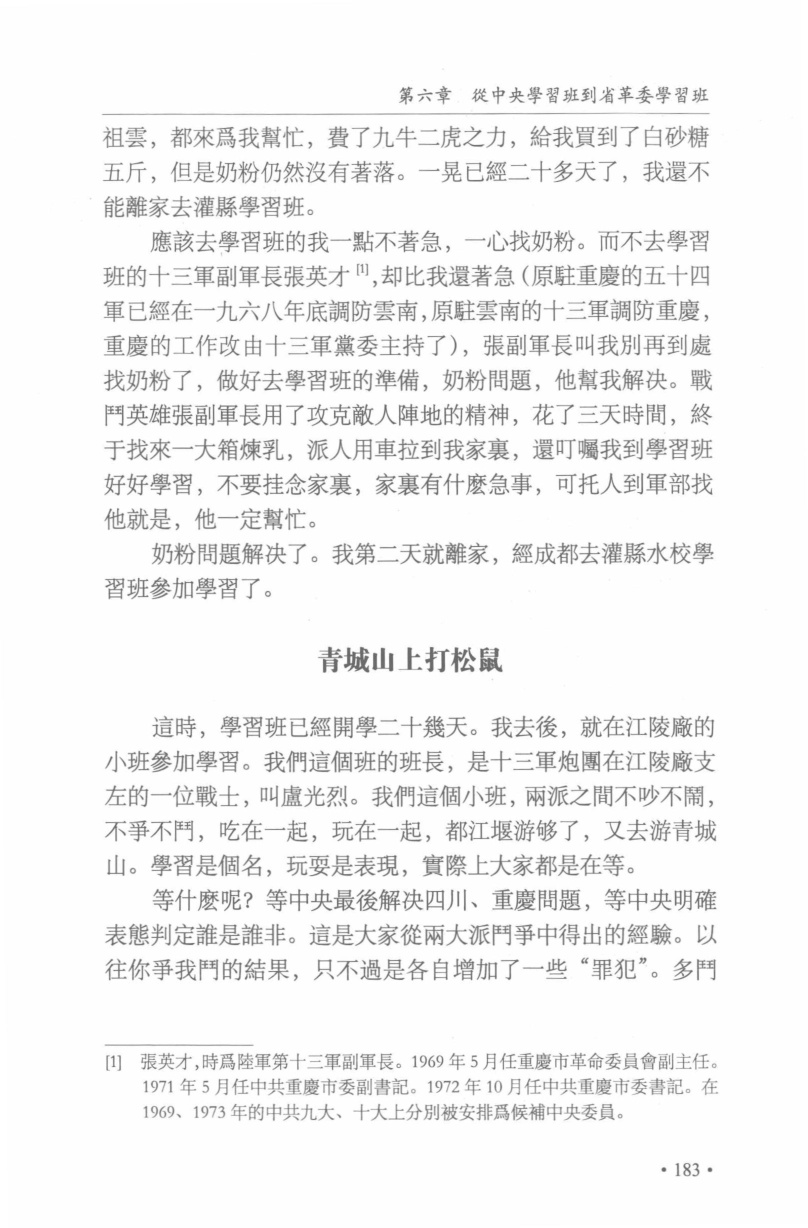 第六章 從中央學習班到省革委學習班
祖雲，都來爲我幫忙，費了九牛二虎之力，給我買到了白砂糖
五斤，但是奶粉仍然沒有著落。一晃已經二十多天了，我還不
能離家去灌縣學習班。
應該去學習班的我一點不著急，一心找奶粉。而不去學習
班的十三軍副軍長張英才 [1]，却比我還著急（原駐重慶的五十四
軍已經在一九六八年底調防雲南，原駐雲南的十三軍調防重慶，
重慶的工作改由十三軍黨委主持了），張副軍長叫我別再到處
找奶粉了，做好去學習班的準備，奶粉問題，他幫我解决。戰
鬥英雄張副軍長用了攻克敵人陣地的精神，花了三天時間，終
于找來一大箱煉乳，派人用車拉到我家裏，還叮囑我到學習班
好好學習，不要挂念家裏，家裏有什麽急事，可托人到軍部找
他就是，他一定幫忙。
奶粉問題解决了。我第二天就離家，經成都去灌縣水校學
習班參加學習了。
青城山上打松鼠
這時，學習班已經開學二十幾天。我去後，就在江陵廠的
小班參加學習。我們這個班的班長，是十三軍炮團在江陵廠支
左的一位戰士，叫盧光烈。我們這個小班，兩派之間不吵不鬧，
不爭不鬥，吃在一起，玩在一起，都江堰游够了，又去游青城
山。學習是個名，玩耍是表現，實際上大家都是在等。
等什麽呢？等中央最後解决四川、重慶問題，等中央明確
表態判定誰是誰非。這是大家從兩大派鬥爭中得出的經驗。以
往你爭我鬥的結果，只不過是各自增加了一些“罪犯”。多鬥
[1] 張英才，時爲陸軍第十三軍副軍長。1969 年 5 月任重慶市革命委員會副主任。
1971 年 5 月任中共重慶市委副書記。1972 年 10 月任中共重慶市委書記。在
1969、1973 年的中共九大、十大上分別被安排爲候補中央委員。
• 183 •